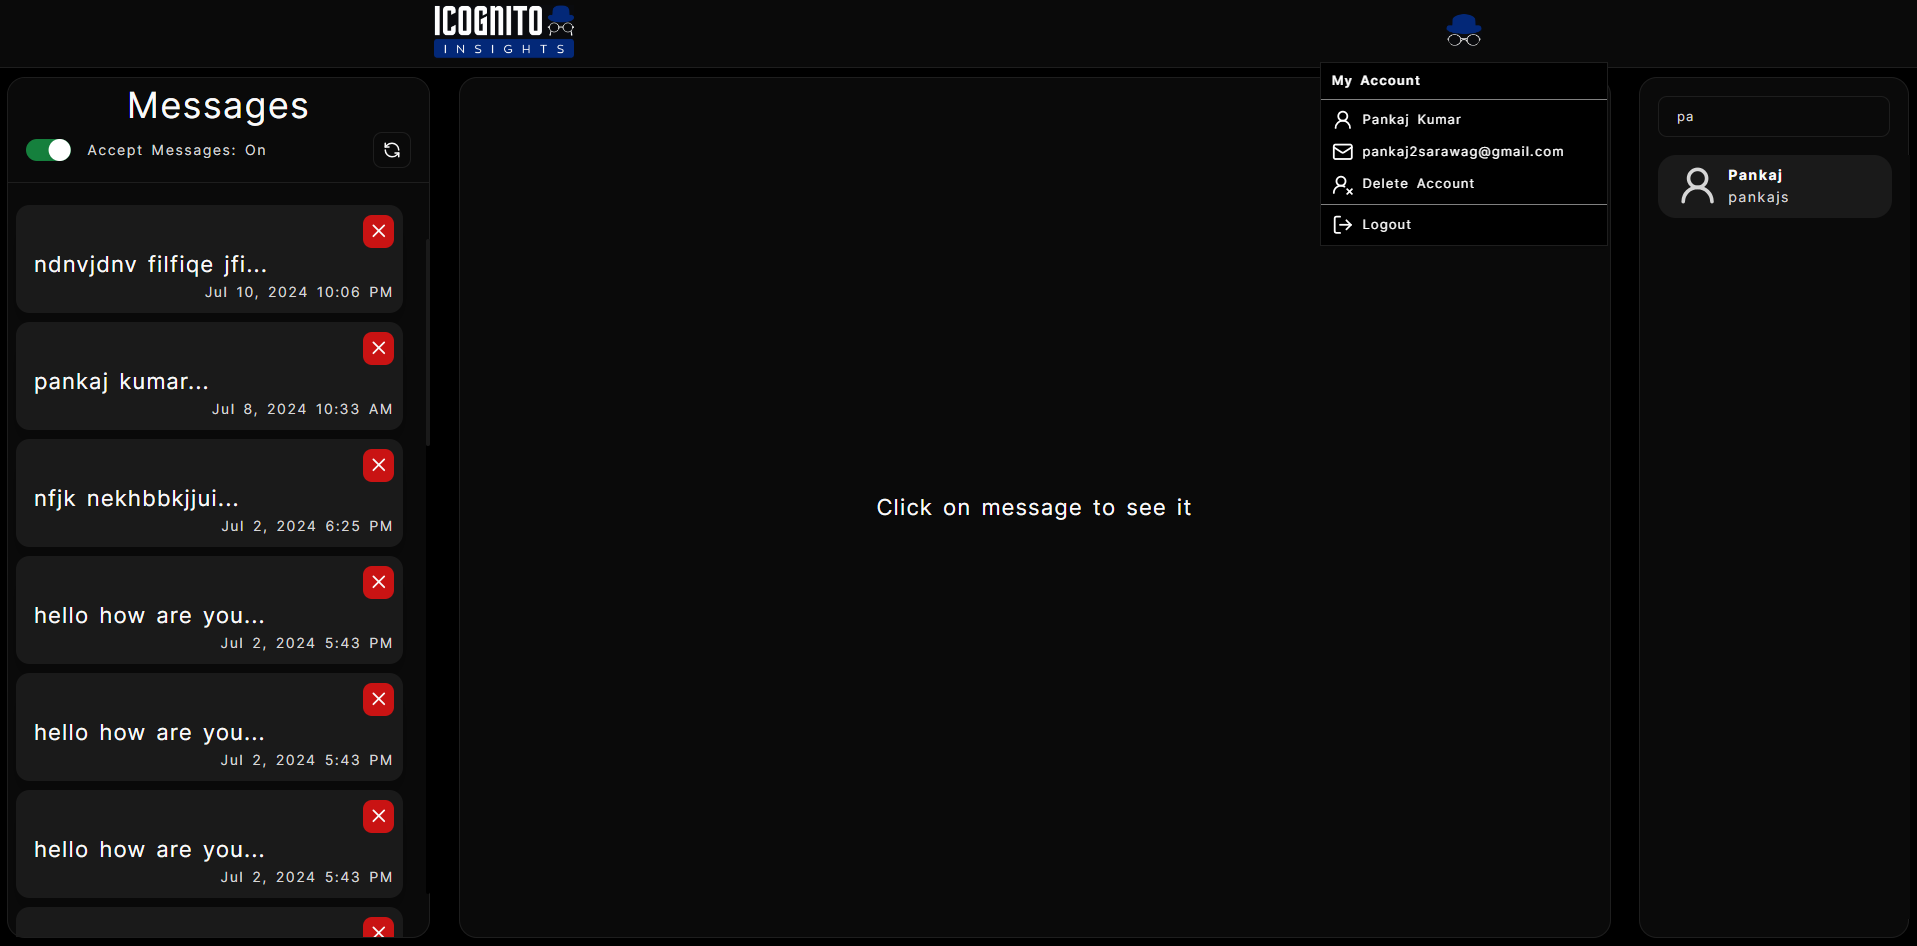 ICOGNITO
INSIGHTS
My Account
Pankaj Kumar
pankaj2sarawag@gmail.com
Delete Account
Logout
Messages
Accept Messages: On
ndnvjdnv filfiqe jfi...
Jul 10, 2024 10:06 PM
pankaj kumar...
Jul 8, 2024 10:33 AM
nfjk nekhbbkjjui...
Jul 2, 2024 6:25 PM
hello how are you...
Jul 2, 2024 5:43 PM
hello how are you...
Jul 2, 2024 5:43 PM
hello how are you...
Jul 2, 2024 5:43 PM
Click on message to see it
pa
Pankaj
pankajs